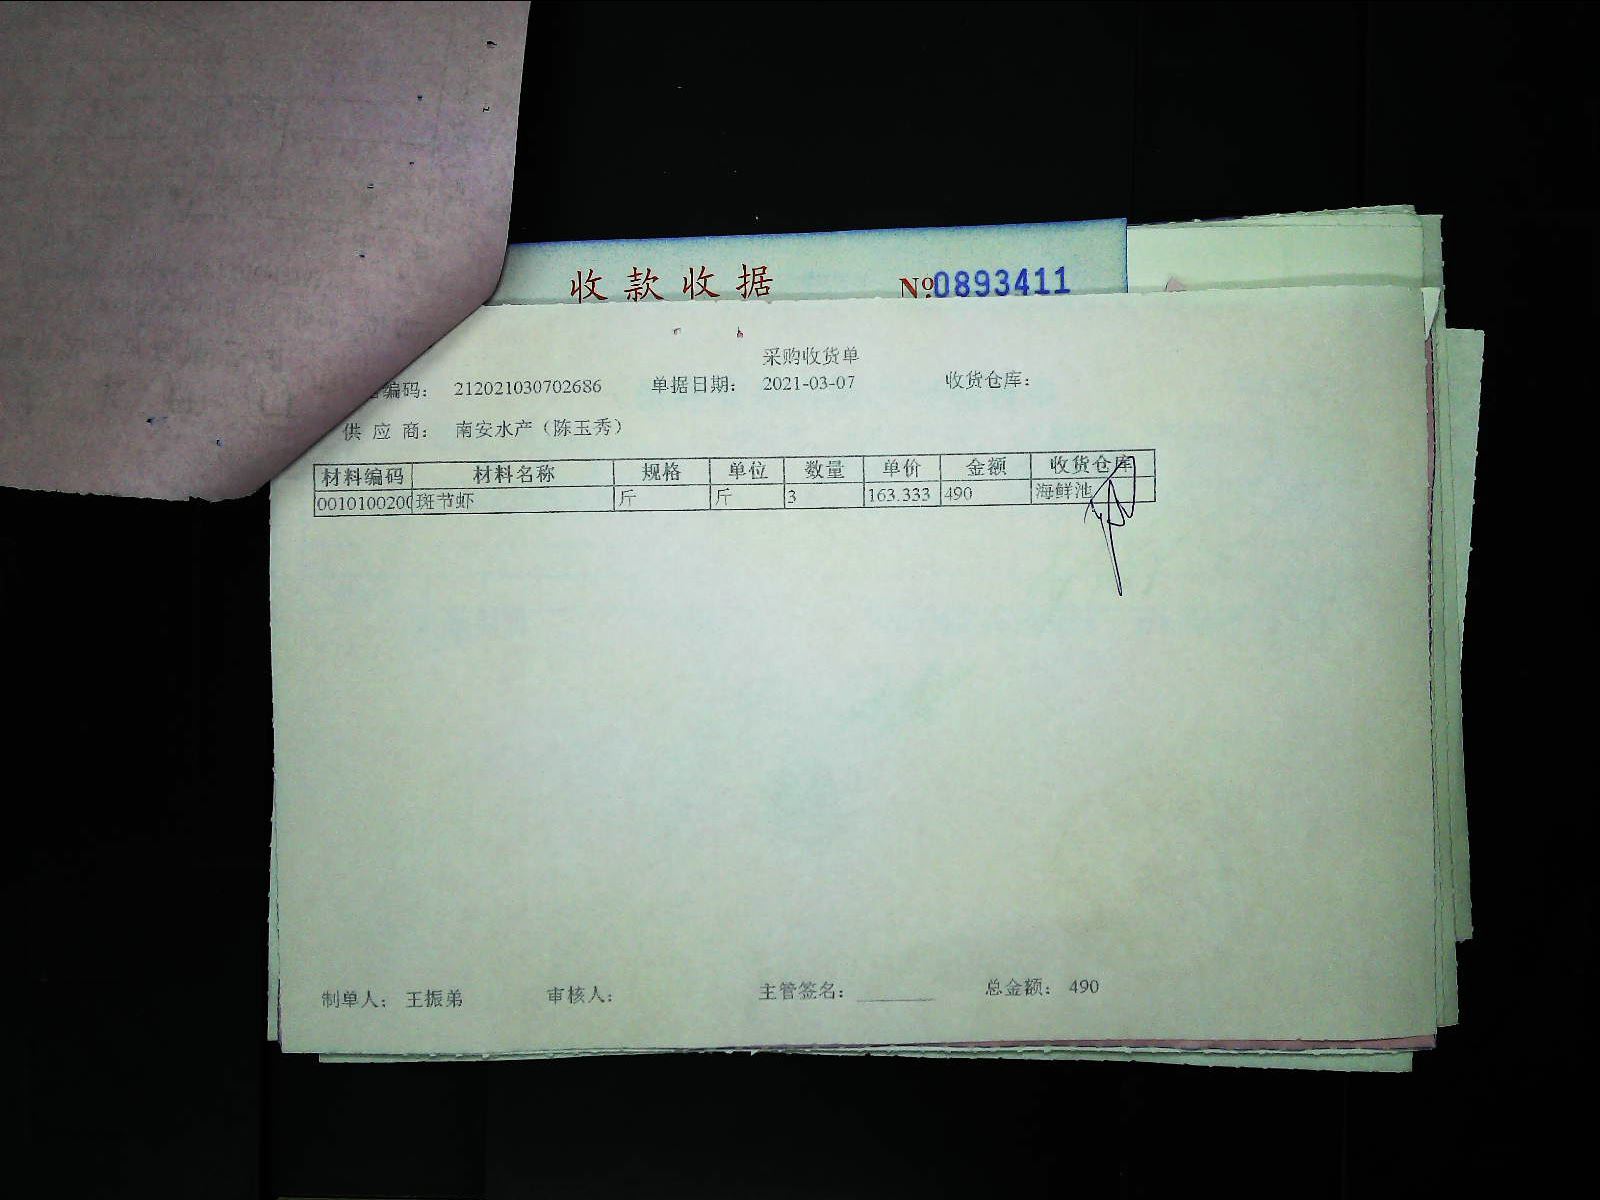 收款收据 №0893411
采购收货单
编码： 212021030702686 单据日期： 2021-03-07 收货仓库：
供 应 商： 南安水产（陈玉秀）
材料编码 材料名称 规格 单位 数量 单价 金额 收货仓库
0010100200 斑节虾 斤 斤 3 163.333 490 海鲜池
制单人： 王振弟 审核人： 主管签名： 总金额： 490